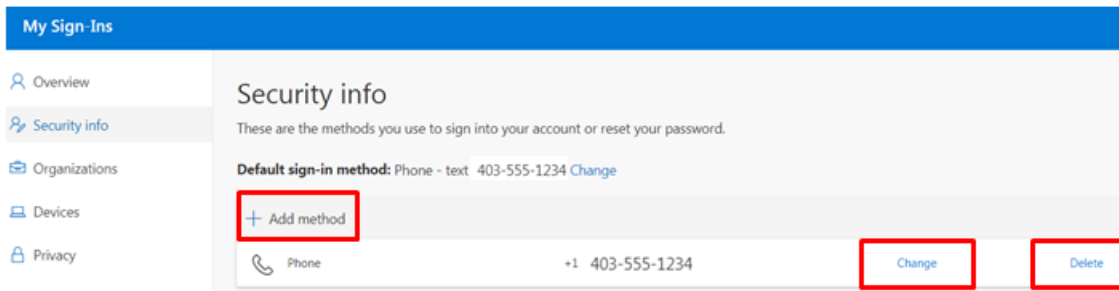 My Sign-Ins
Overview
Security info
Organizations
Devices
Privacy
Security info
These are the methods you use to sign into your account or reset your password.
Default sign-in method: Phone - text 403-555-1234 Change
+ Add method
Phone +1 403-555-1234 Change Delete